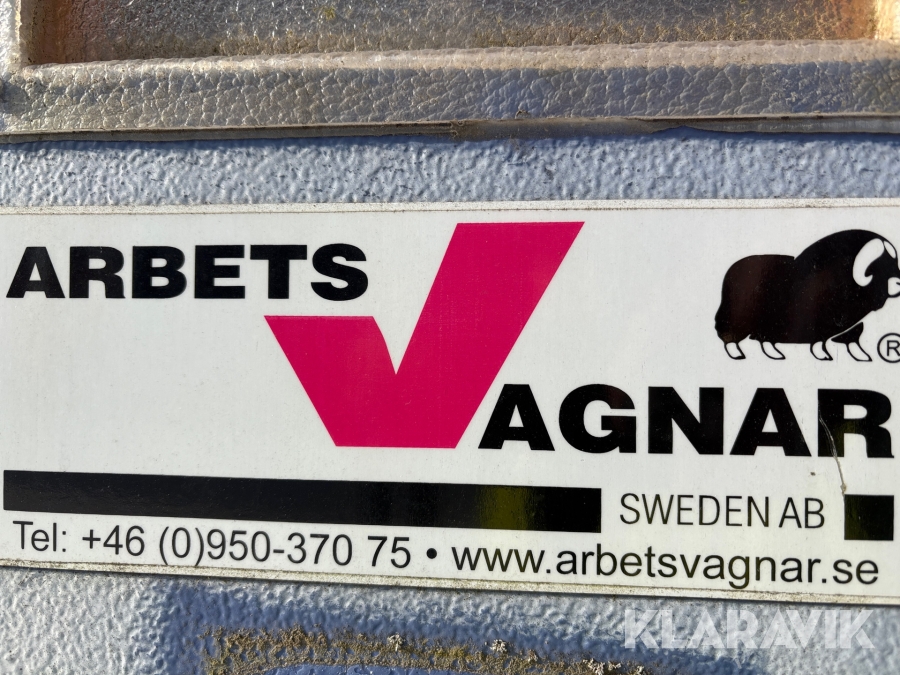 ARBETS
VAGNAR
®
SWEDEN AB
Tel: +46 (0)950-370 75 • www.arbetsvagnar.se
KLARAVIK